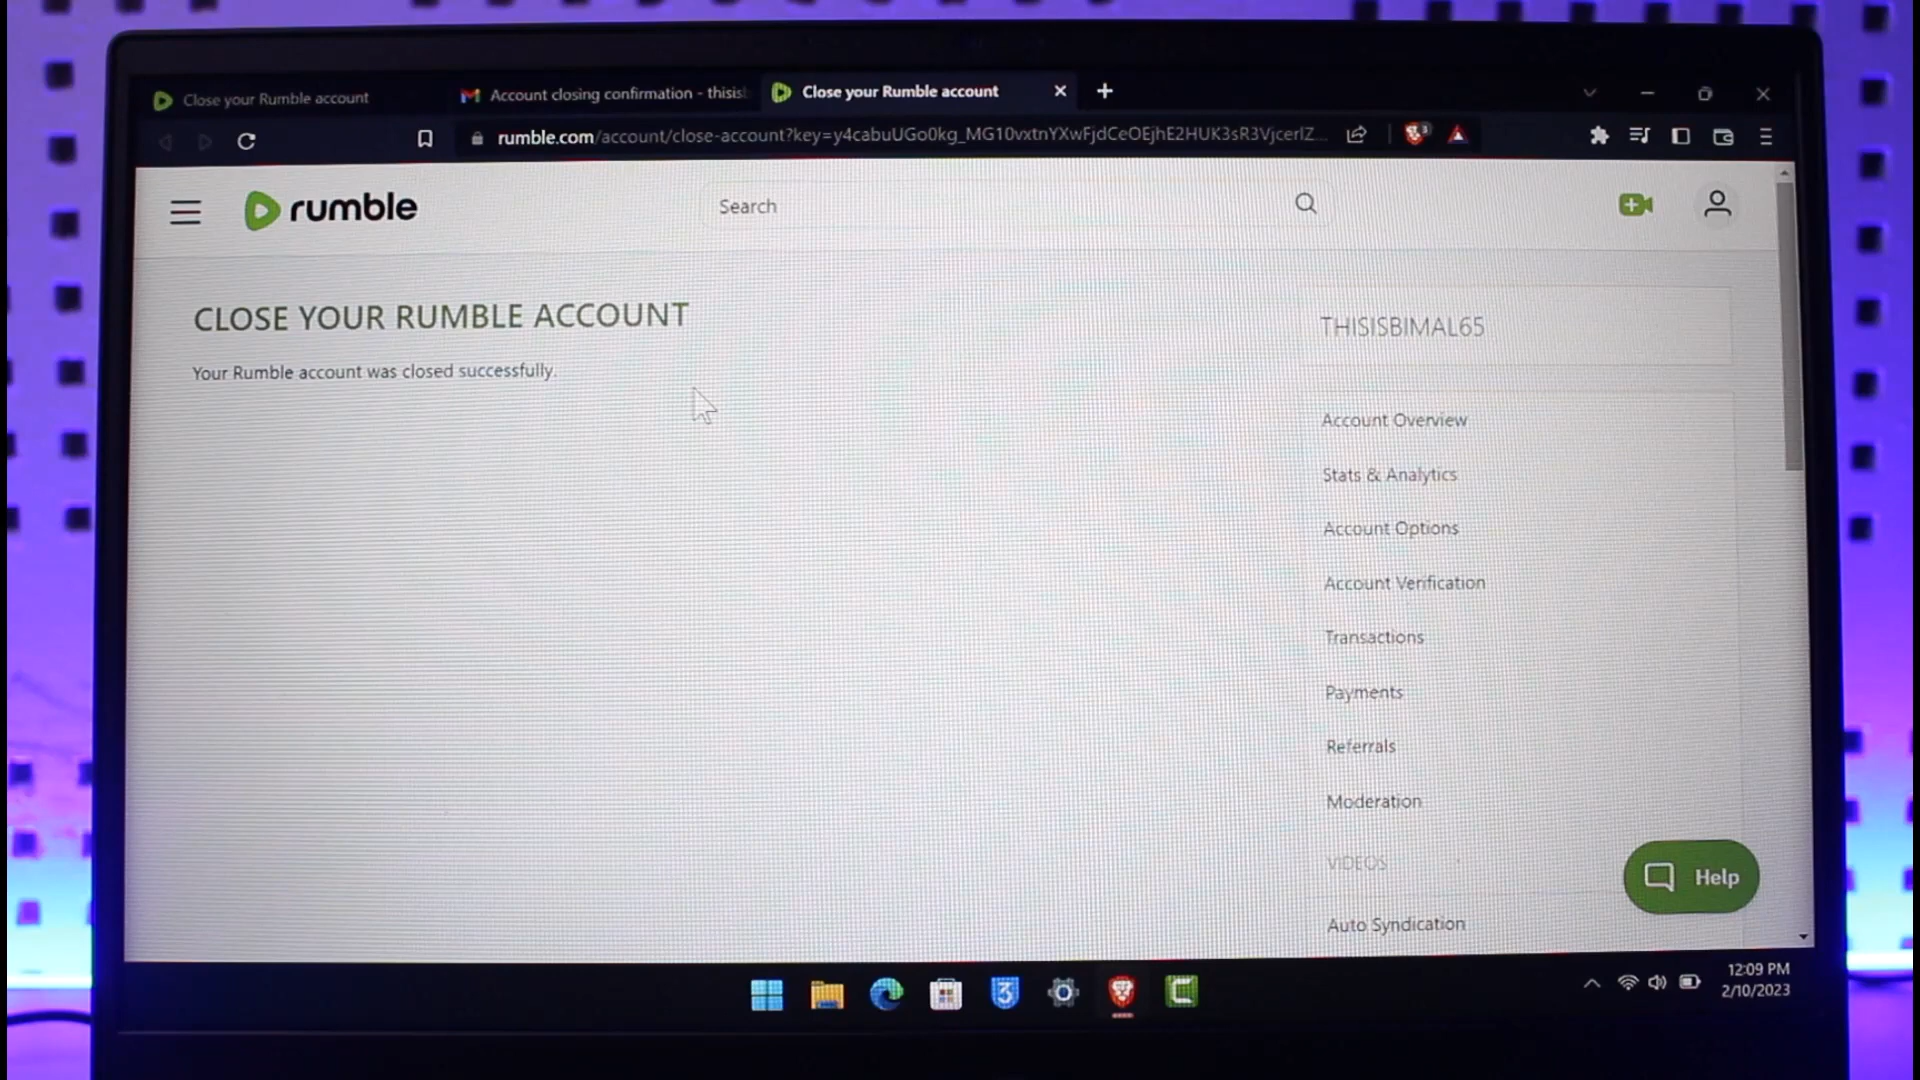 Close your Rumble account
Account closing confirmation - thisis
Close your Rumble account
rumble.com/account/close-account?key=y4cabuUGo0kg_MG10vxtnYXwFjdCeOEjhE2HUK3sR3VjcerlZ...
rumble
Search
CLOSE YOUR RUMBLE ACCOUNT
Your Rumble account was closed successfully.
THISISBIMAL65
Account Overview
Stats & Analytics
Account Options
Account Verification
Transactions
Payments
Referrals
Moderation
VIDEOS
Auto Syndication
Help
3
12:09 PM
2/10/2023